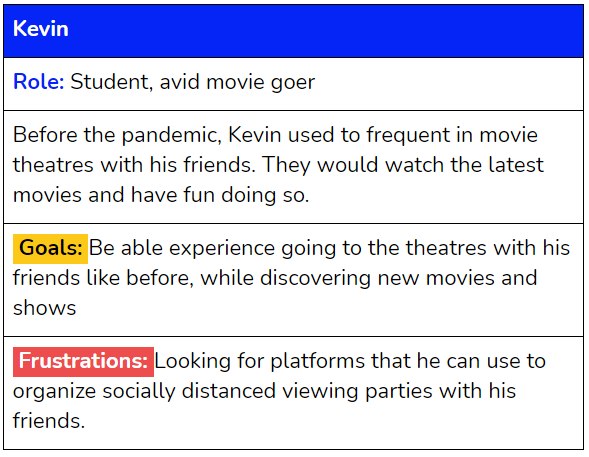 Kevin
Role: Student, avid movie goer
Before the pandemic, Kevin used to frequent in movie
theatres with his friends. They would watch the latest
movies and have fun doing so.
Goals: Be able experience going to the theatres with his
friends like before, while discovering new movies and
shows
Frustrations: Looking for platforms that he can use to
organize socially distanced viewing parties with his
friends.